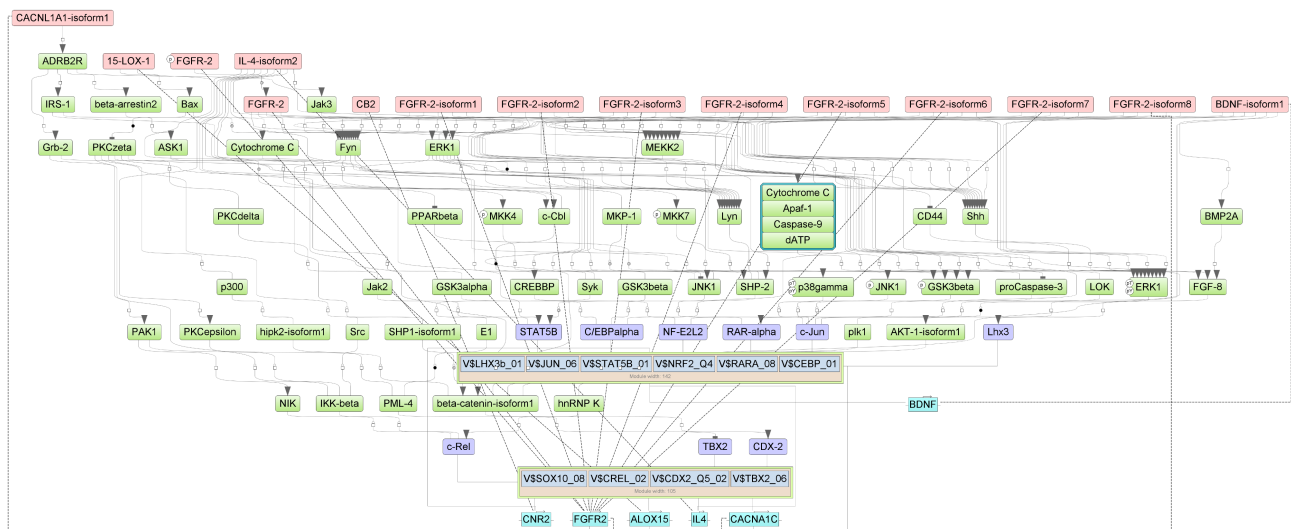 CACNL1A1-isoform1
ADRB2R
15-LOX-1
p
FGFR-2
IL-4-isoform2
IRS-1
beta-arrestin2
Bax
FGFR-2
Jak3
CB2
FGFR-2-isoform1
FGFR-2-isoform2
FGFR-2-isoform3
FGFR-2-isoform4
FGFR-2-isoform5
FGFR-2-isoform6
FGFR-2-isoform7
FGFR-2-isoform8
BDNF-isoform1
Grb-2
PKCzeta
ASK1
Cytochrome C
Fyn
ERK1
MEKK2
Cytochrome C
Apaf-1
Caspase-9
dATP
PKCdelta
PPARbeta
p
MKK4
c-Cbl
MKP-1
p
MKK7
Lyn
CD44
Shh
BMP2A
p300
Jak2
GSK3alpha
CREBBP
Syk
GSK3beta
JNK1
SHP-2
pT
pY
p38gamma
p
JNK1
p
GSK3beta
proCaspase-3
LOK
pT
pY
ERK1
FGF-8
PAK1
PKCepsilon
hipk2-isoform1
Src
SHP1-isoform1
E1
STAT5B
C/EBPalpha
NF-E2L2
RAR-alpha
c-Jun
plk1
AKT-1-isoform1
Lhx3
V$LHX3b_01
V$JUN_06
V$STAT5B_01
V$NRF2_Q4
V$RARA_08
V$CEBP_01
Module width: 142
NIK
IKK-beta
PML-4
beta-catenin-isoform1
hnRNP K
BDNF
c-Rel
TBX2
CDX-2
V$SOX10_08
V$CREL_02
V$CDX2_Q5_02
V$TBX2_06
CNR2
FGFR2
ALOX15
IL4
CACNA1C